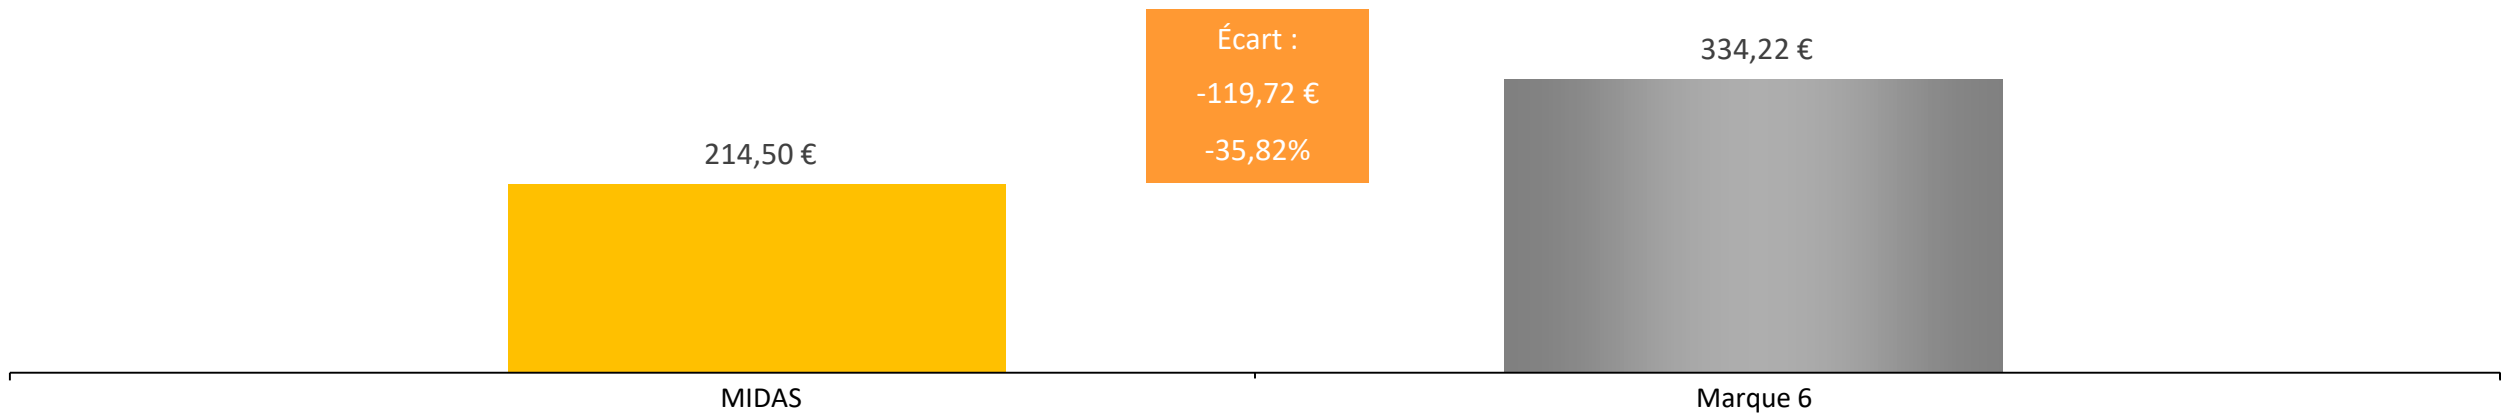 Écart :
-119,72 €
-35,82%
334,22 €
214,50 €
MIDAS
Marque 6